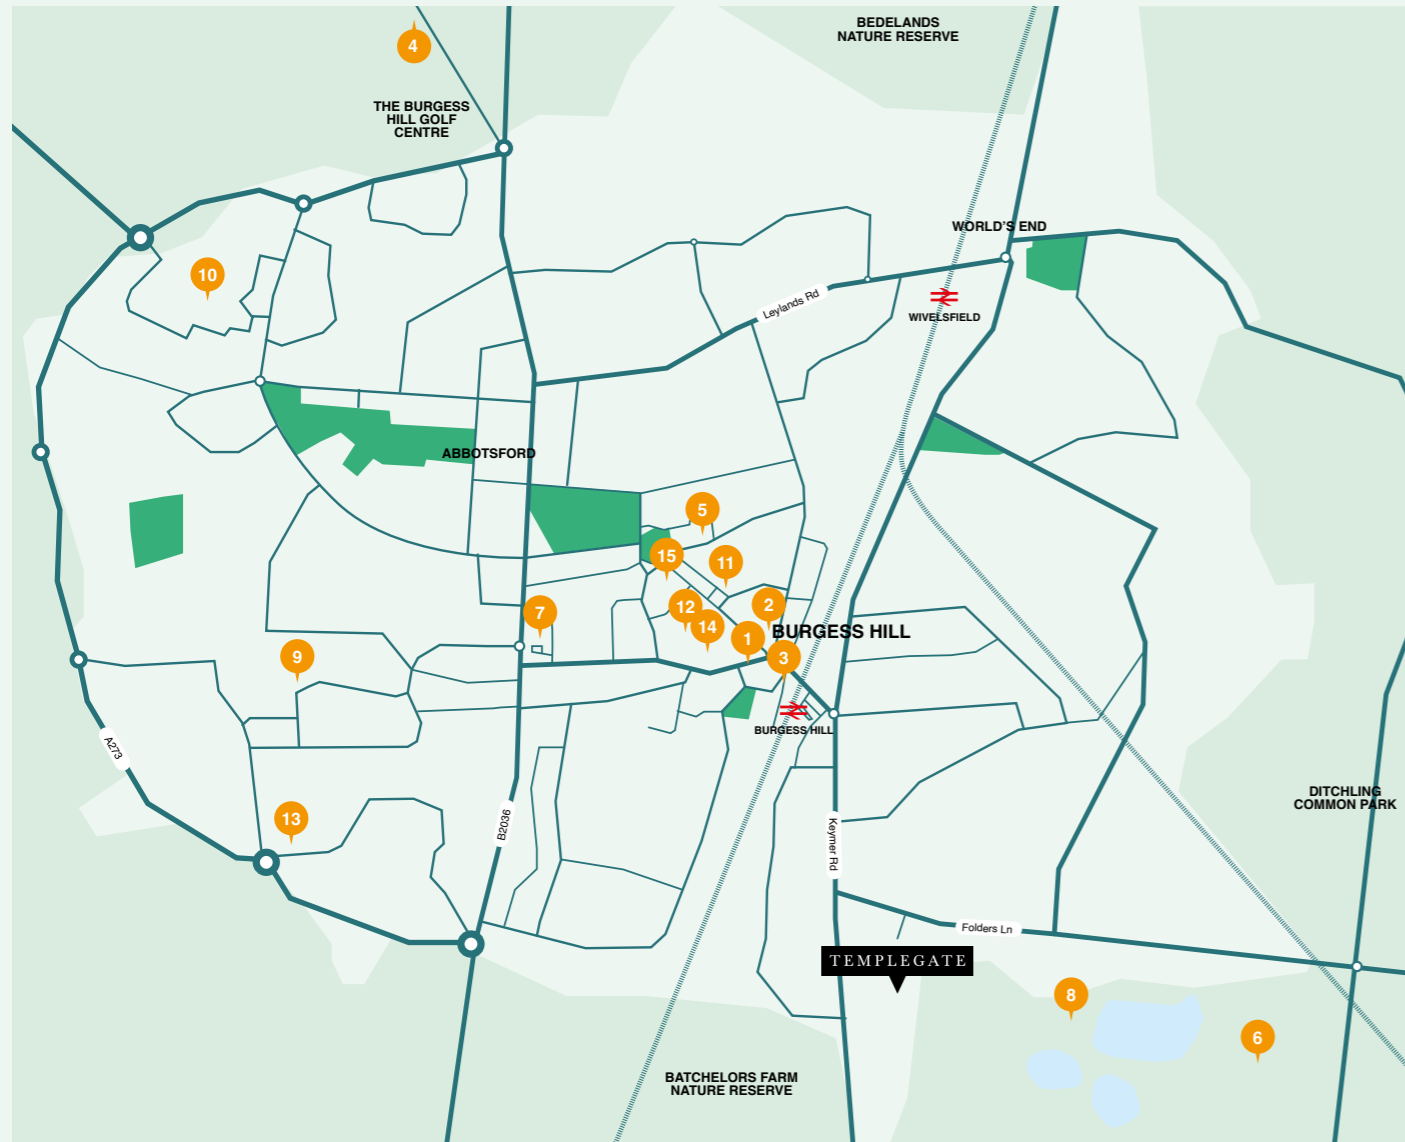 BEDELANDS
NATURE RESERVE
4
THE BURGESS
HILL GOLF
CENTRE
WORLD'S END
10
WIVELSFIELD
Leylands Rd
ABBOTSFORD
5
15
11
12
2
7
14
1
BURGESS HILL
3
9
BURGESS HILL
A273
DITCHLING
COMMON PARK
13
B2036
Keymer Rd
Folders Ln
TEMPLEGATE
8
6
BATCHELORS FARM
NATURE RESERVE